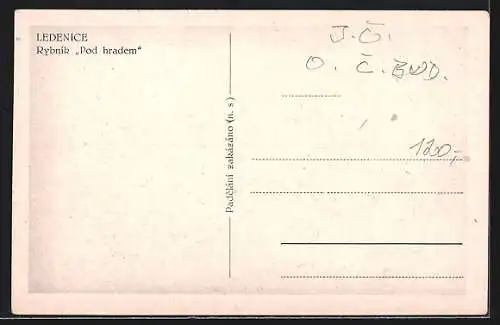 LEDENICE
Rybník „Pod hradem“
J. Č.
O. Č. BUD.
Padělání zakázáno (n. s)
120,-